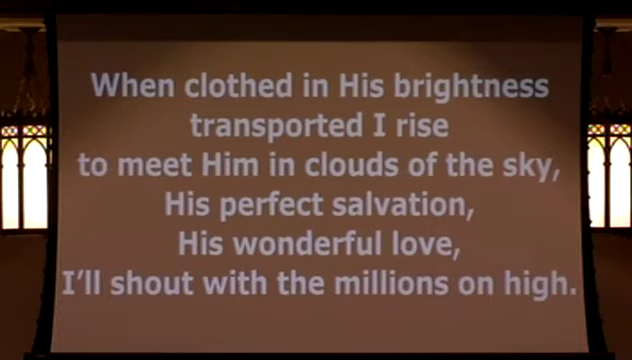 When clothed in His brightness
transported I rise
to meet Him in clouds of the sky,
His perfect salvation,
His wonderful love,
I'll shout with the millions on high.